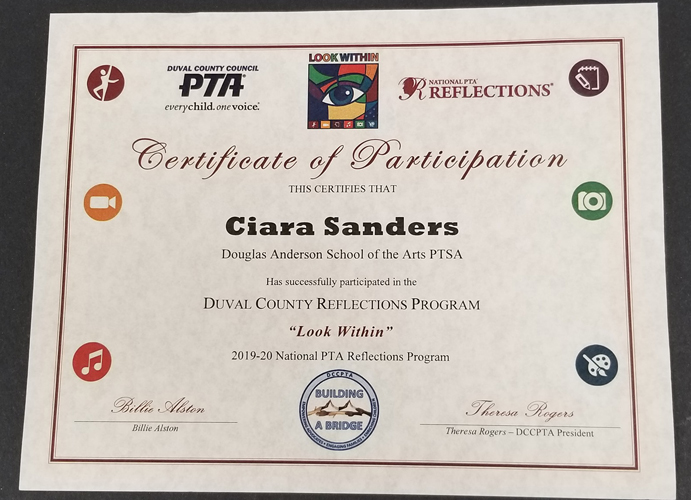 DUVAL COUNTY COUNCIL
PTA
everychild. one voice.
LOOK WITHIN
NATIONAL PTA
REFLECTIONS
Certificate of Participation
THIS CERTIFIES THAT
Ciara Sanders
Douglas Anderson School of the Arts PTSA
Has successfully participated in the
DUVAL COUNTY REFLECTIONS PROGRAM
“Look Within”
2019-20 National PTA Reflections Program
Billie Alston
Billie Alston
DCCPTA
BUILDING
A BRIDGE
Theresa Rogers
Theresa Rogers – DCCPTA President